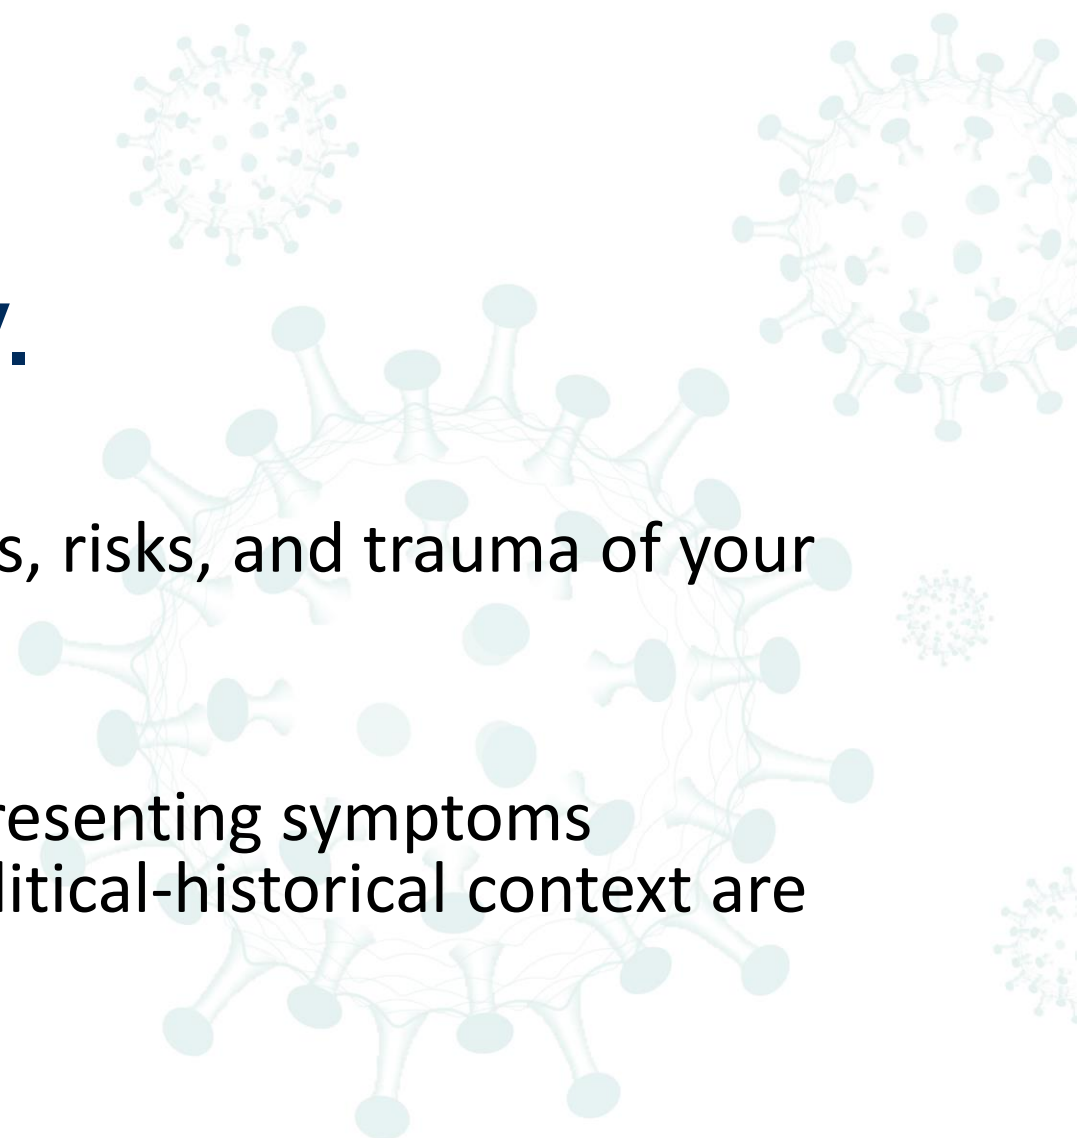 y.
s, risks, and trauma of your
resenting symptoms
litical-historical context are